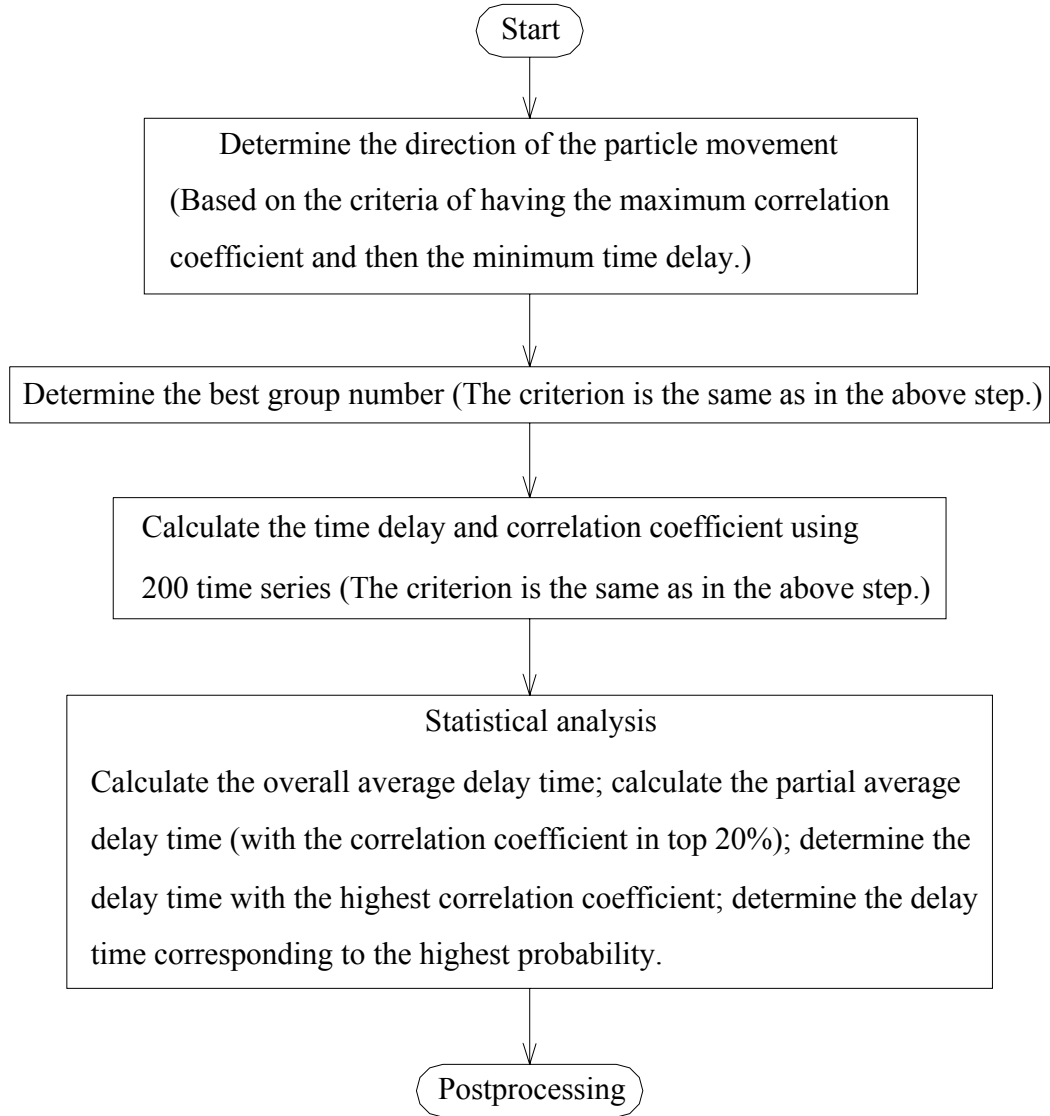 Start
Determine the direction of the particle movement
(Based on the criteria of having the maximum correlation
coefficient and then the minimum time delay.)
Determine the best group number (The criterion is the same as in the above step.)
Calculate the time delay and correlation coefficient using
200 time series (The criterion is the same as in the above step.)
Statistical analysis
Calculate the overall average delay time; calculate the partial average
delay time (with the correlation coefficient in top 20%); determine the
delay time with the highest correlation coefficient; determine the delay
time corresponding to the highest probability.
Postprocessing